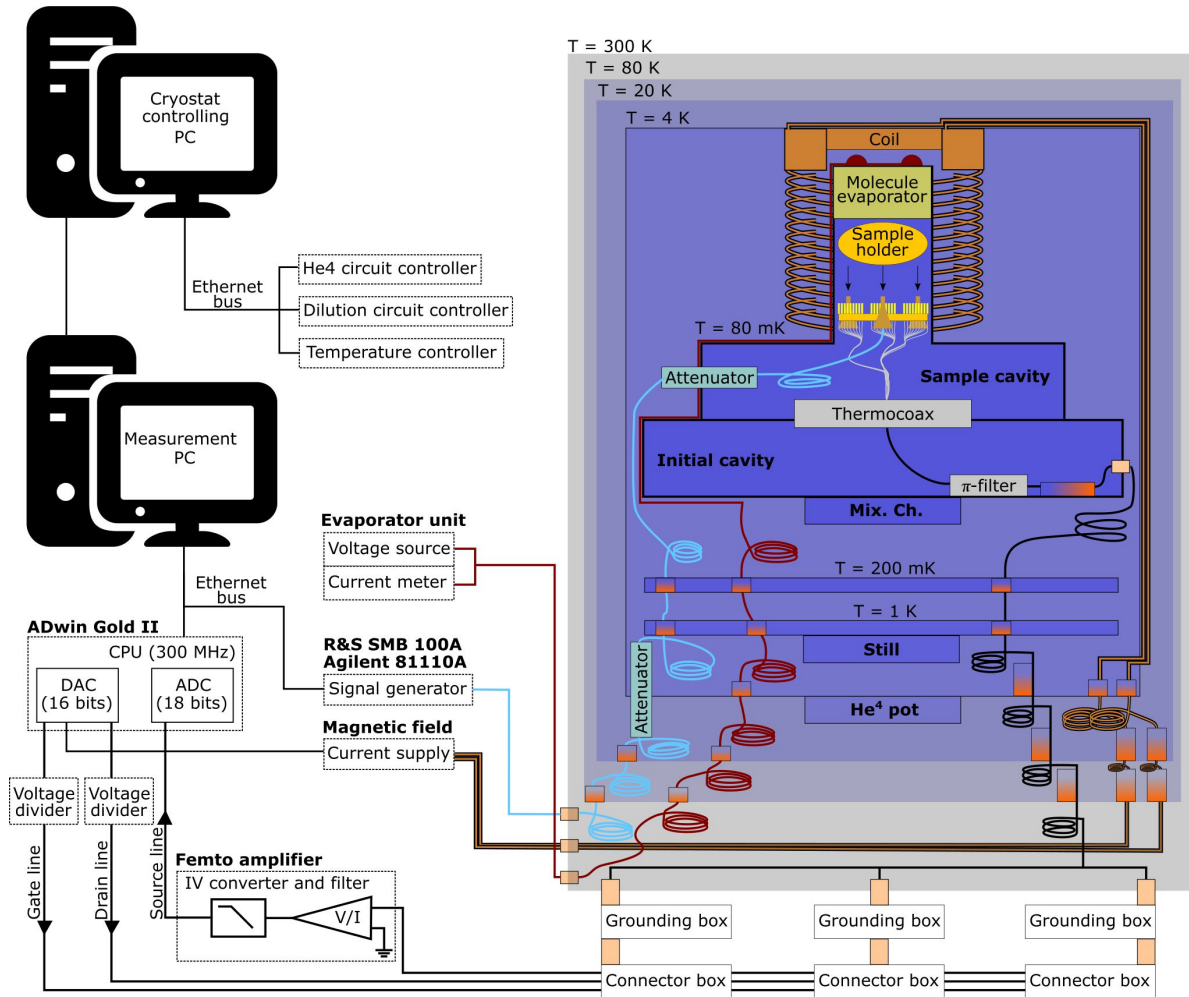 T = 300 K
T = 80 K
T = 20 K
T = 4 K
Cryostat
controlling
PC
Coil
Molecule
evaporator
Sample
holder
Ethernet
bus
He4 circuit controller
Dilution circuit controller
Temperature controller
T = 80 mK
Attenuator
Sample cavity
Thermocoax
Measurement
PC
Initial cavity
π-filter
Mix. Ch.
Evaporator unit
Voltage source
Current meter
T = 200 mK
Ethernet
bus
T = 1 K
Still
ADwin Gold II
CPU (300 MHz)
DAC
(16 bits)
ADC
(18 bits)
R&S SMB 100A
Agilent 81110A
Signal generator
Attenuator
He4 pot
Magnetic field
Current supply
Voltage
divider
Voltage
divider
Gate line
Drain line
Source line
Femto amplifier
IV converter and filter
V/I
Grounding box
Grounding box
Grounding box
Connector box
Connector box
Connector box